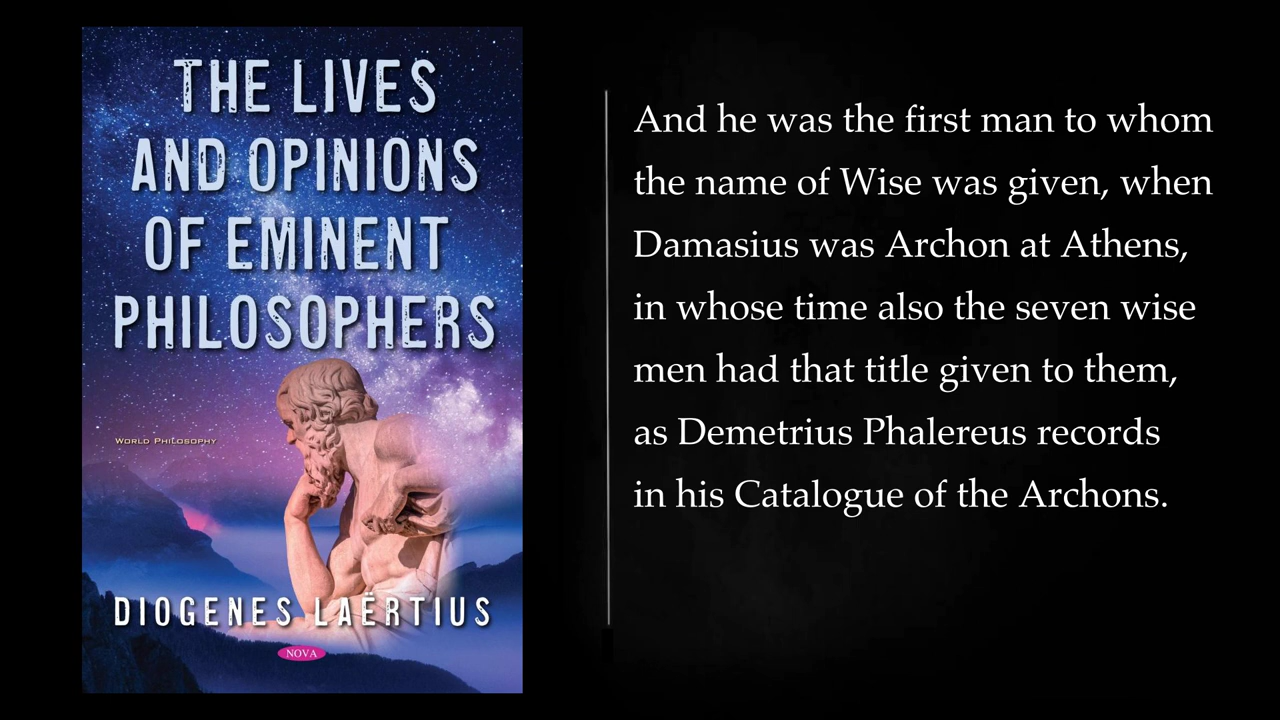 THE LIVES
AND OPINIONS
OF EMINENT
PHILOSOPHERS
WORLD PHILOSOPHY
DIOGENES LAËRTIUS
NOVA
And he was the first man to whom
the name of Wise was given, when
Damasius was Archon at Athens,
in whose time also the seven wise
men had that title given to them,
as Demetrius Phalereus records
in his Catalogue of the Archons.